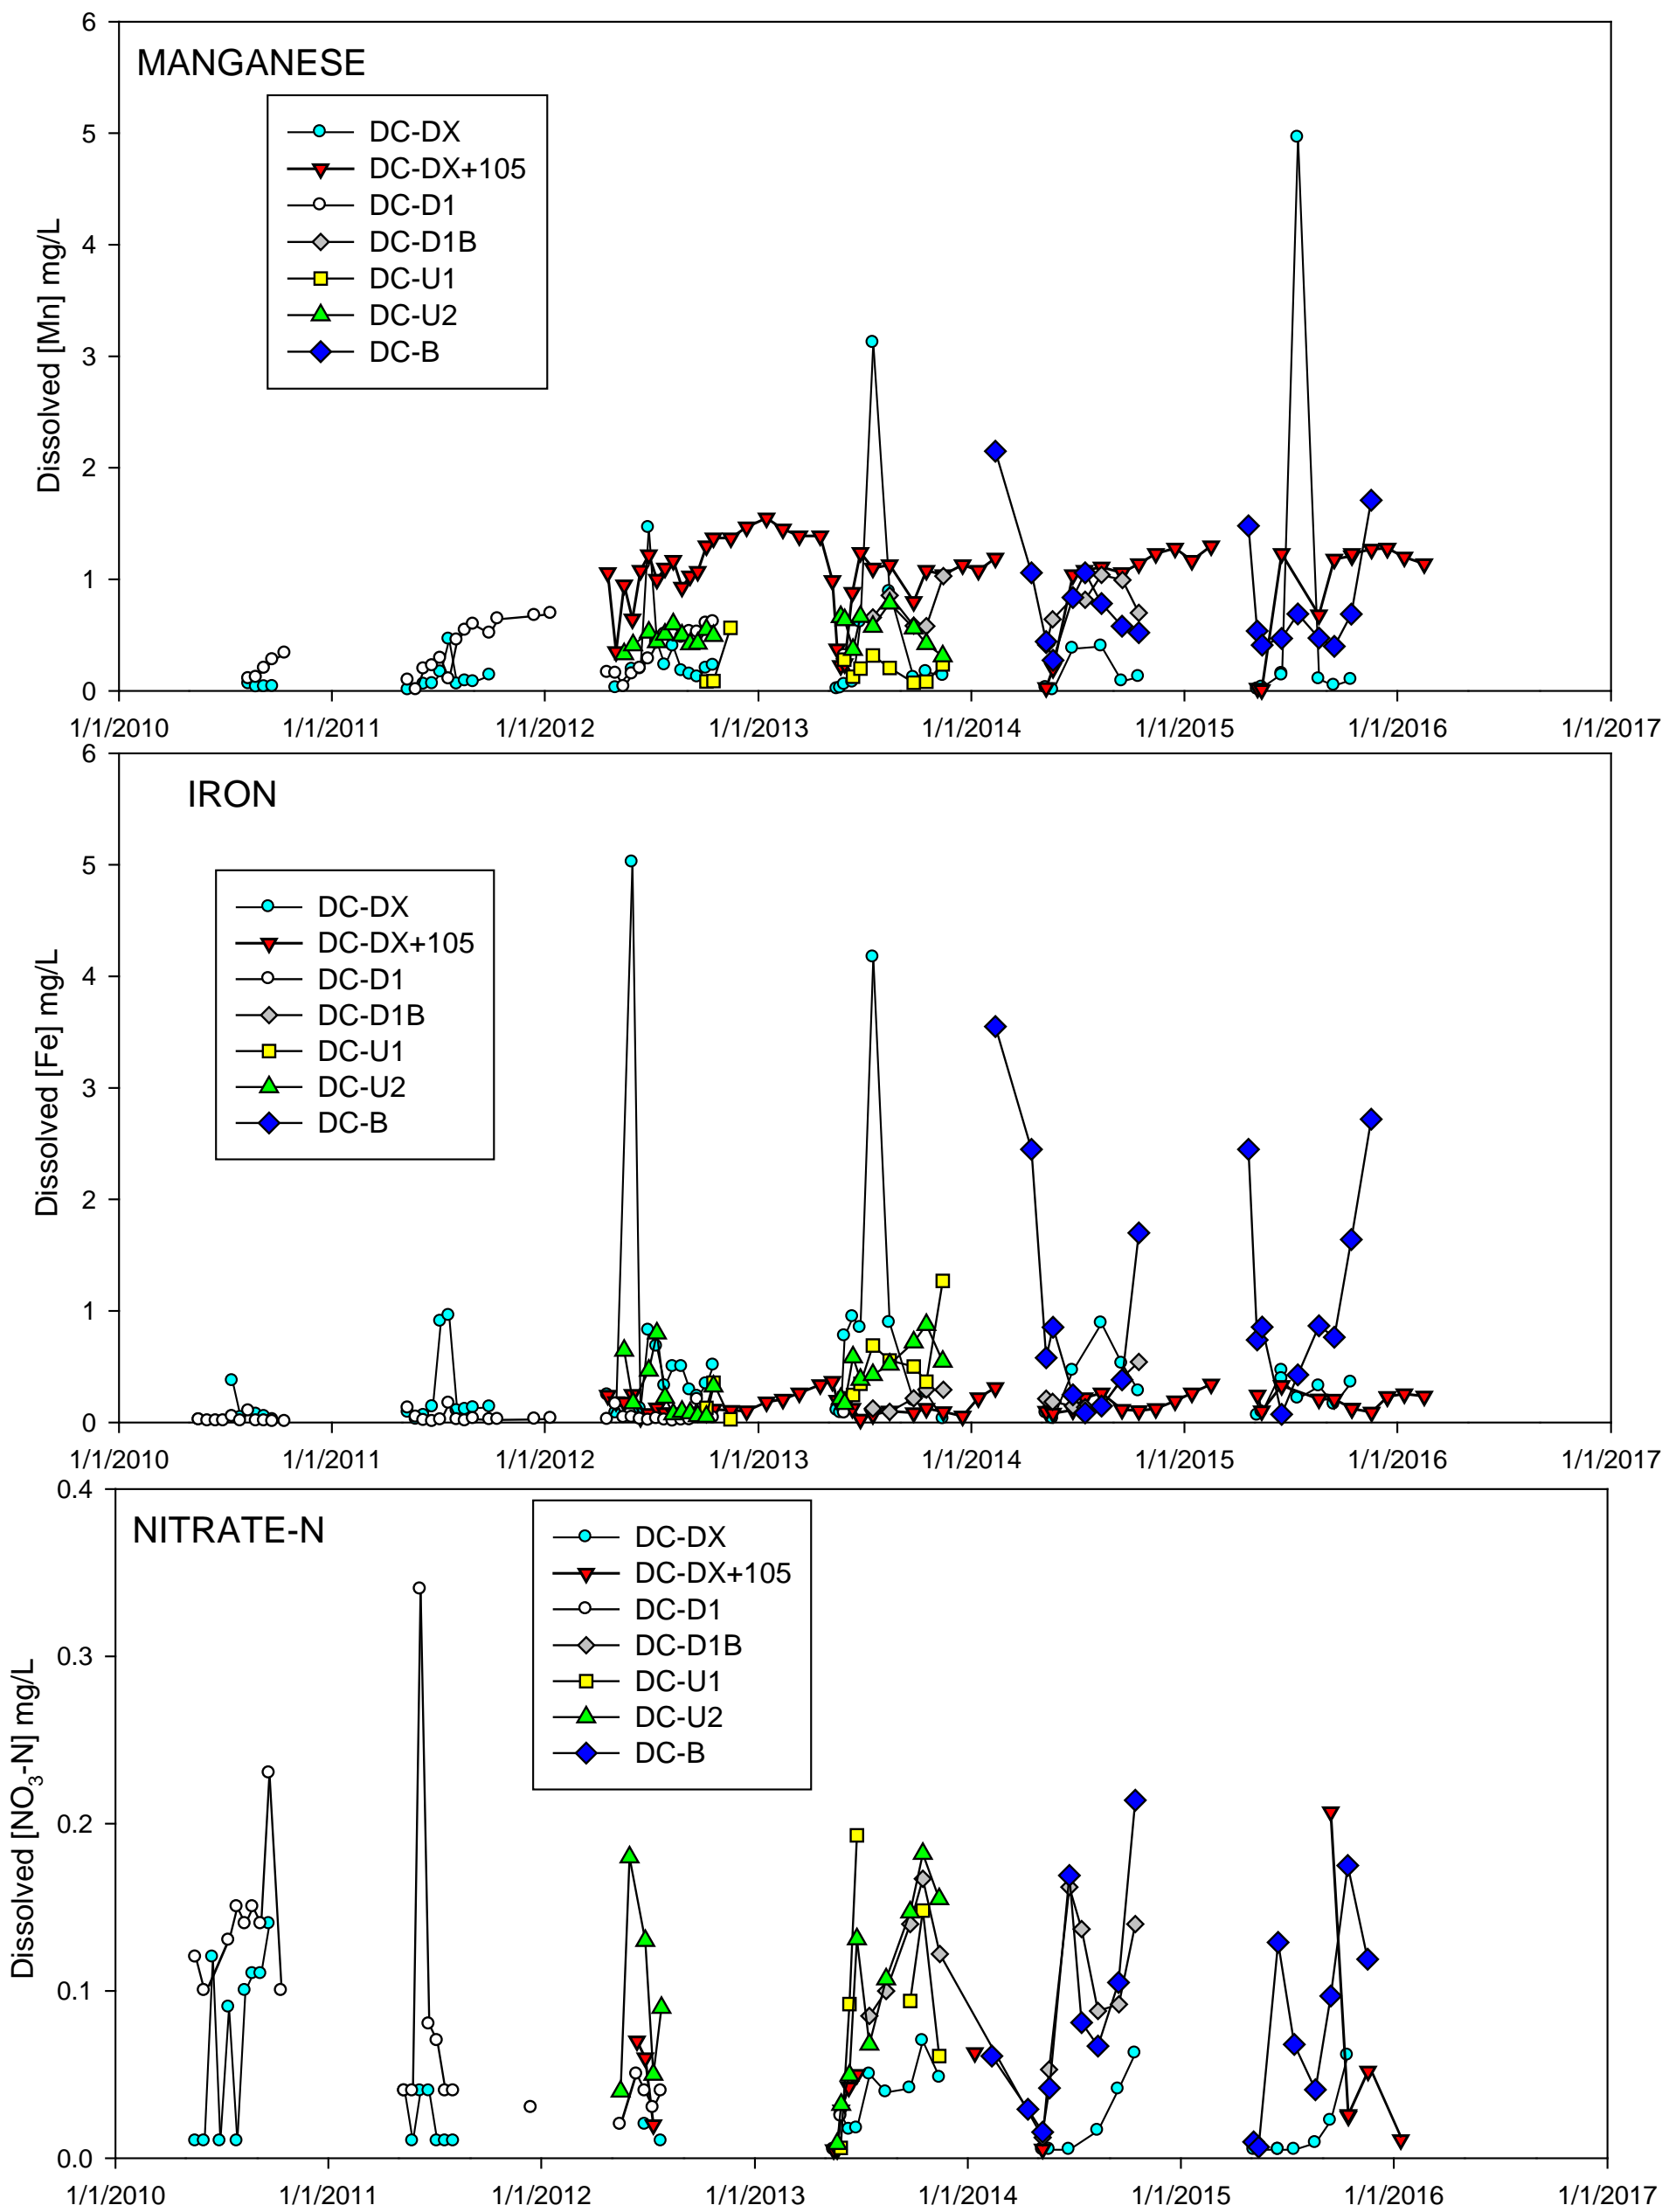 6
MANGANESE
5
4
3
2
1
0
Dissolved [Mn] mg/L
DC-DX
DC-DX+105
DC-D1
DC-D1B
DC-U1
DC-U2
DC-B
1/1/2010 1/1/2011 1/1/2012 1/1/2013 1/1/2014 1/1/2015 1/1/2016 1/1/2017
6
IRON
5
4
3
2
1
0
Dissolved [Fe] mg/L
DC-DX
DC-DX+105
DC-D1
DC-D1B
DC-U1
DC-U2
DC-B
1/1/2010 1/1/2011 1/1/2012 1/1/2013 1/1/2014 1/1/2015 1/1/2016 1/1/2017
0.4
NITRATE-N
0.3
0.2
0.1
0.0
Dissolved [NO₃-N] mg/L
DC-DX
DC-DX+105
DC-D1
DC-D1B
DC-U1
DC-U2
DC-B
1/1/2010 1/1/2011 1/1/2012 1/1/2013 1/1/2014 1/1/2015 1/1/2016 1/1/2017